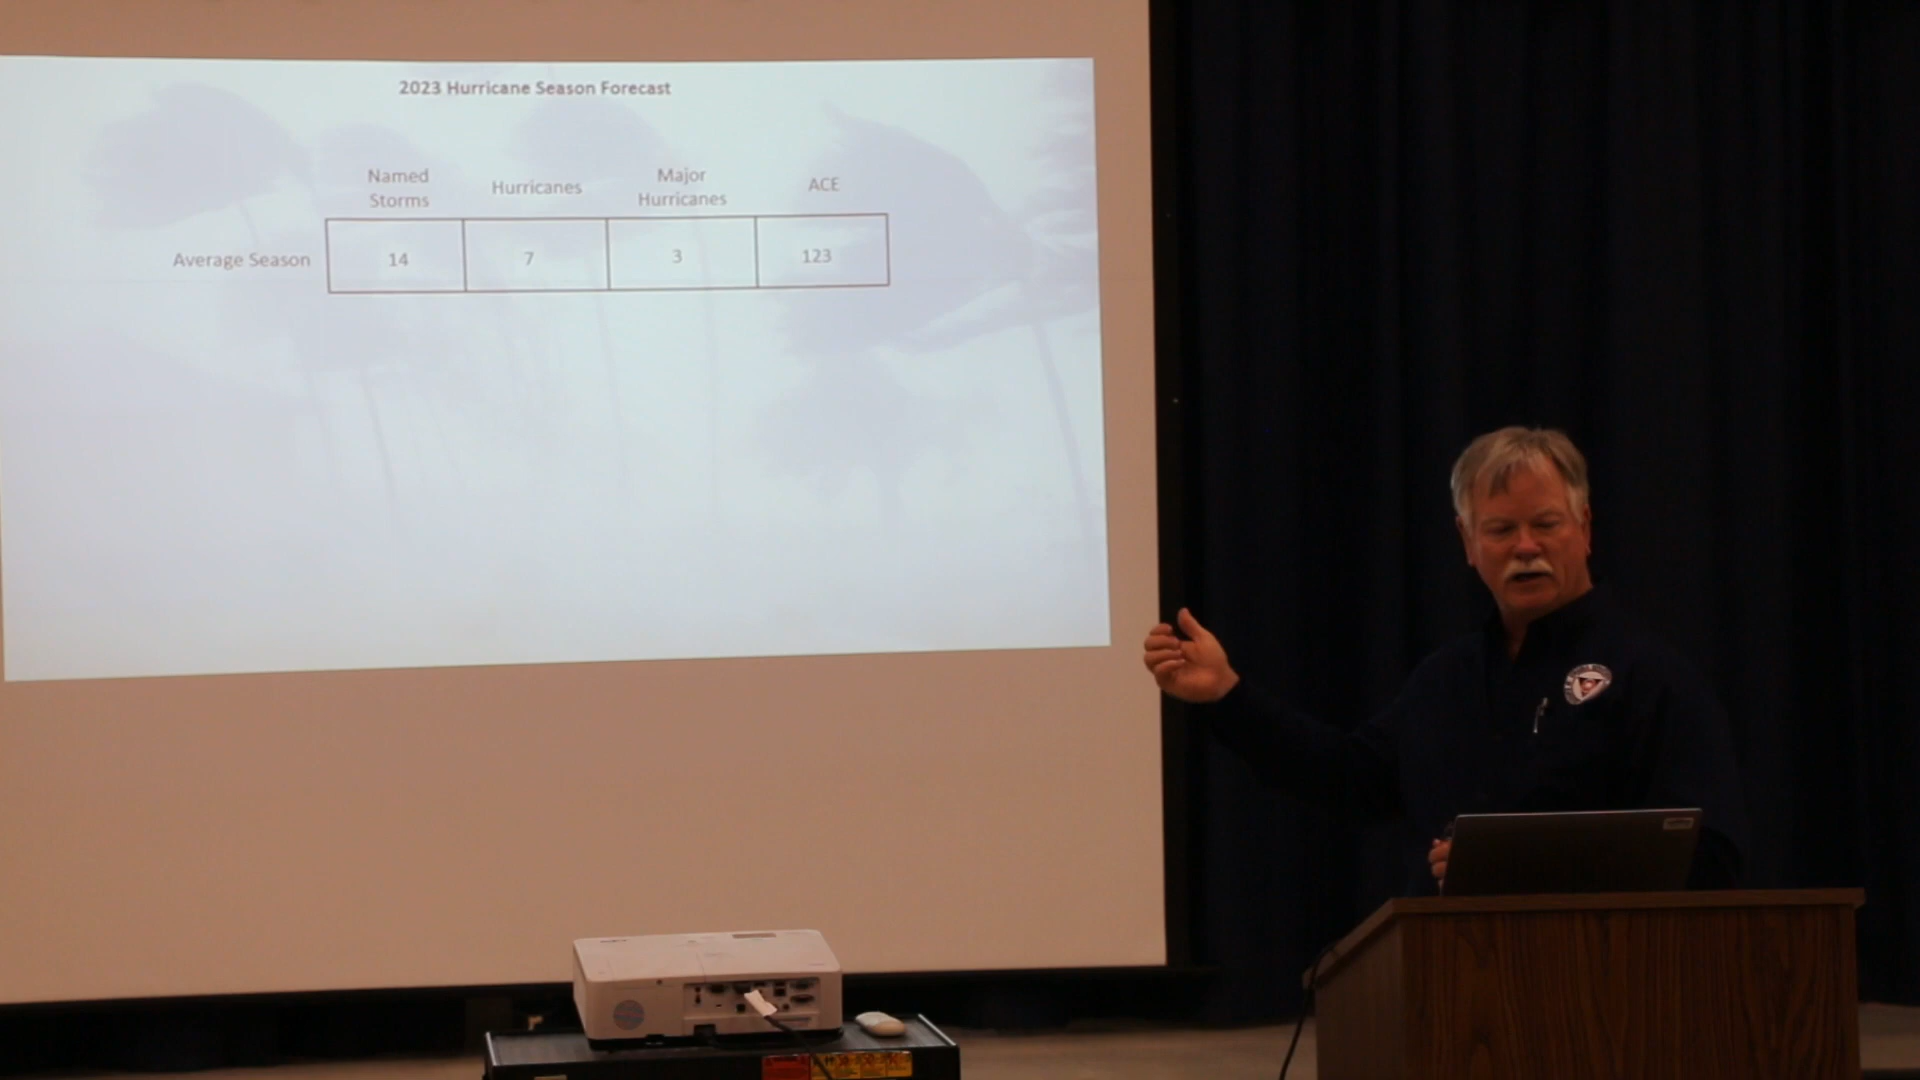 2023 Hurricane Season Forecast
Named Storms
Hurricanes
Major Hurricanes
ACE
Average Season 14 7 3 123